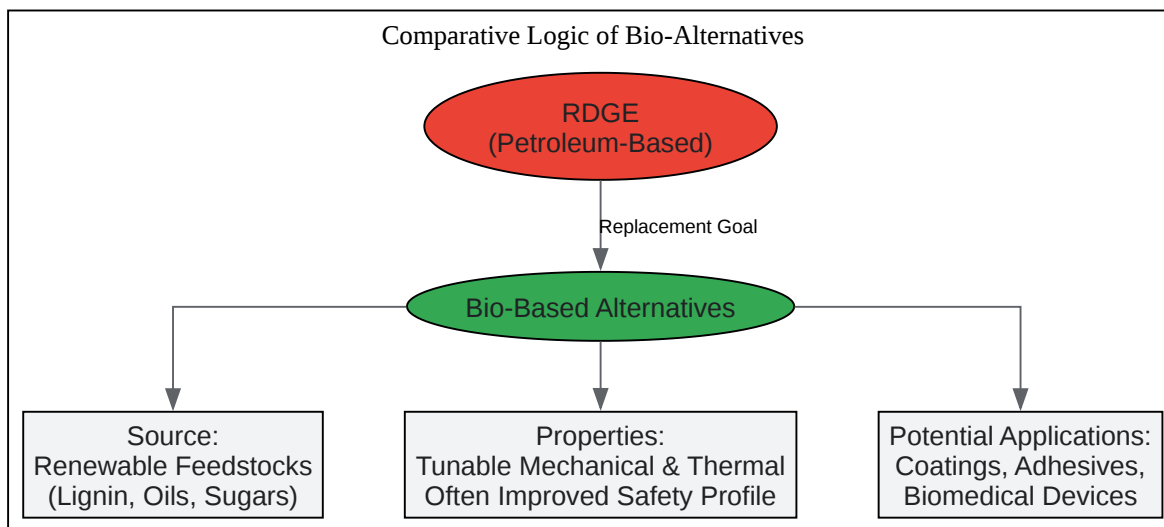 Comparative Logic of Bio-Alternatives
RDGE
(Petroleum-Based)
Replacement Goal
Bio-Based Alternatives
Source:
Renewable Feedstocks
(Lignin, Oils, Sugars)
Properties:
Tunable Mechanical & Thermal
Often Improved Safety Profile
Potential Applications:
Coatings, Adhesives,
Biomedical Devices